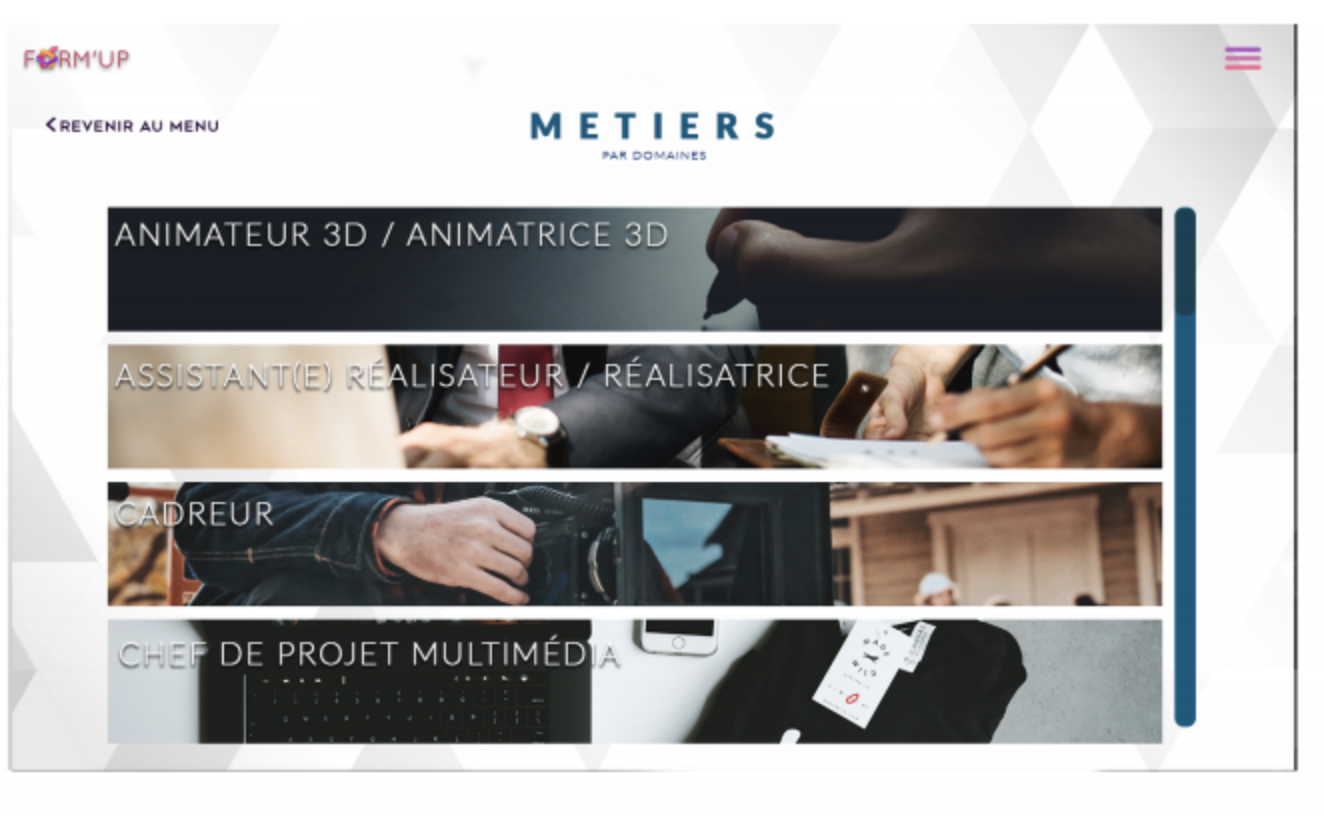 FORM'UP
<REVENIR AU MENU
METIERS
PAR DOMAINES
ANIMATEUR 3D / ANIMATRICE 3D
ASSISTANT(E) RÉALISATEUR / RÉALISATRICE
CADREUR
CHEF DE PROJET MULTIMÉDIA